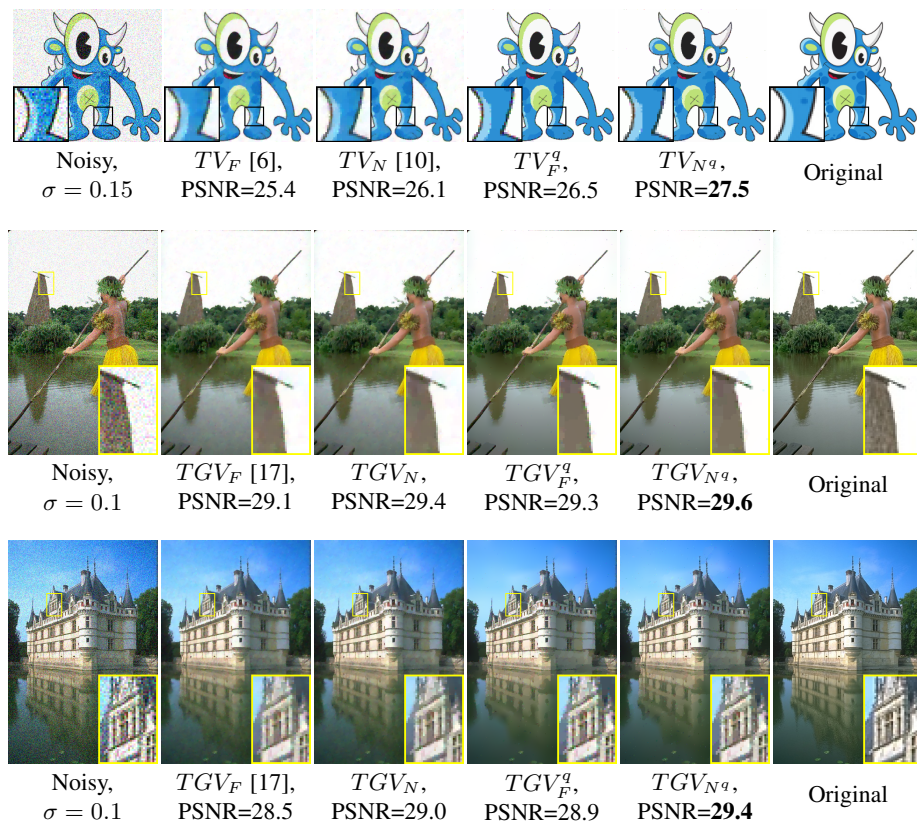 Noisy,
σ = 0.15
TV_F [6],
PSNR=25.4
TV_N [10],
PSNR=26.1
TV_F^q,
PSNR=26.5
TV_{N^q},
PSNR=27.5
Original
Noisy,
σ = 0.1
TGV_F [17],
PSNR=29.1
TGV_N,
PSNR=29.4
TGV_F^q,
PSNR=29.3
TGV_{N^q},
PSNR=29.6
Original
Noisy,
σ = 0.1
TGV_F [17],
PSNR=28.5
TGV_N,
PSNR=29.0
TGV_F^q,
PSNR=28.9
TGV_{N^q},
PSNR=29.4
Original